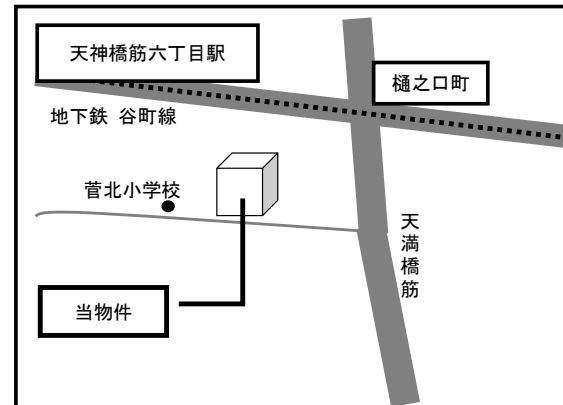 天神橋筋六丁目駅
樋之口町
地下鉄 谷町線
菅北小学校
天満橋筋
当物件